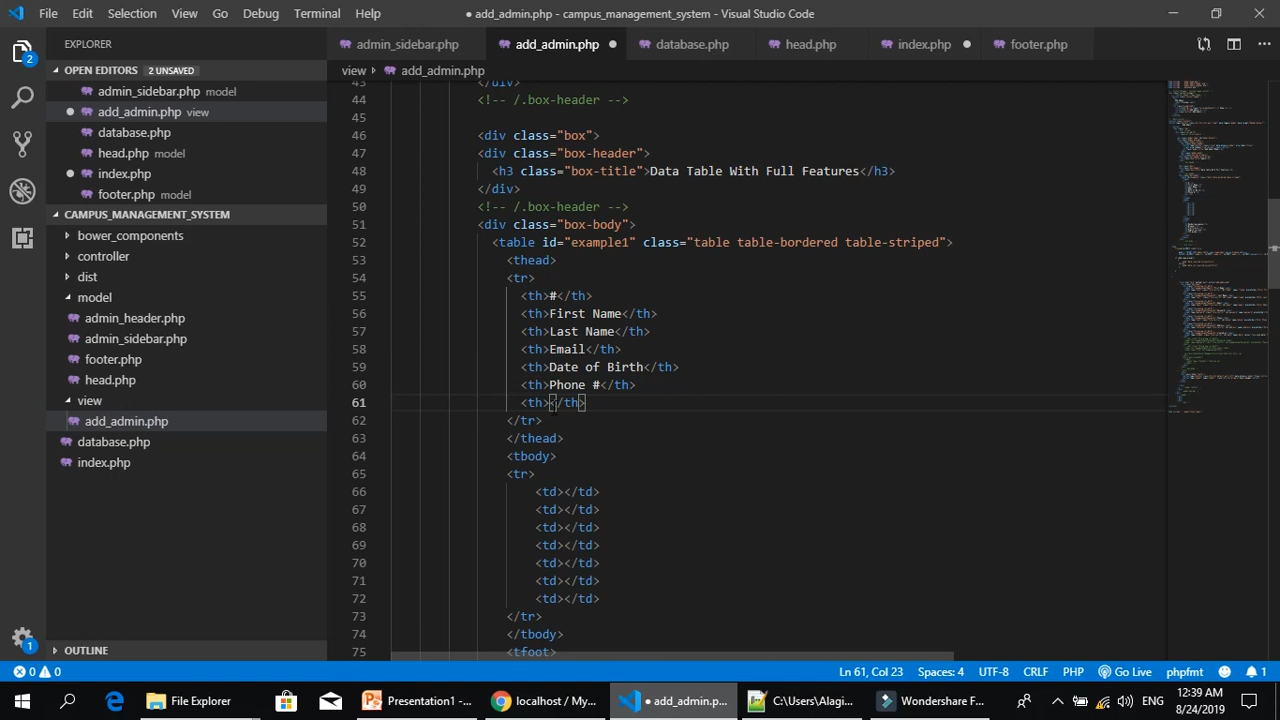 File Edit Selection View Go Debug Terminal Help
● add_admin.php - campus_management_system - Visual Studio Code
EXPLORER
OPEN EDITORS 2 UNSAVED
admin_sidebar.php model
add_admin.php view
database.php
head.php model
index.php
footer.php model
CAMPUS_MANAGEMENT_SYSTEM
bower_components
controller
dist
model
admin_header.php
admin_sidebar.php
footer.php
head.php
view
add_admin.php
database.php
index.php
OUTLINE
admin_sidebar.php add_admin.php database.php head.php index.php footer.php
view add_admin.php
43 </div>
44 <!-- /.box-header -->
45
46 <div class="box">
47 <div class="box-header">
48 <h3 class="box-title">Data Table With Full Features</h3>
49 </div>
50 <!-- /.box-header -->
51 <div class="box-body">
52 <table id="example1" class="table table-bordered table-striped">
53 <thead>
54 <tr>
55 <th>#</th>
56 <th>First Name</th>
57 <th>Last Name</th>
58 <th>Email</th>
59 <th>Date of Birth</th>
60 <th>Phone #</th>
61 <th></th>
62 </tr>
63 </thead>
64 <tbody>
65 <tr>
66 <td></td>
67 <td></td>
68 <td></td>
69 <td></td>
70 <td></td>
71 <td></td>
72 <td></td>
73 </tr>
74 </tbody>
75 <tfoot>
2
1
0 0 Ln 61, Col 23 Spaces: 4 UTF-8 CRLF PHP Go Live phpfmt 1
File Explorer Presentation1 - ... localhost / My... ● add_admin.p... C:\Users\Alagi... Wondershare F... ENG
12:39 AM
8/24/2019